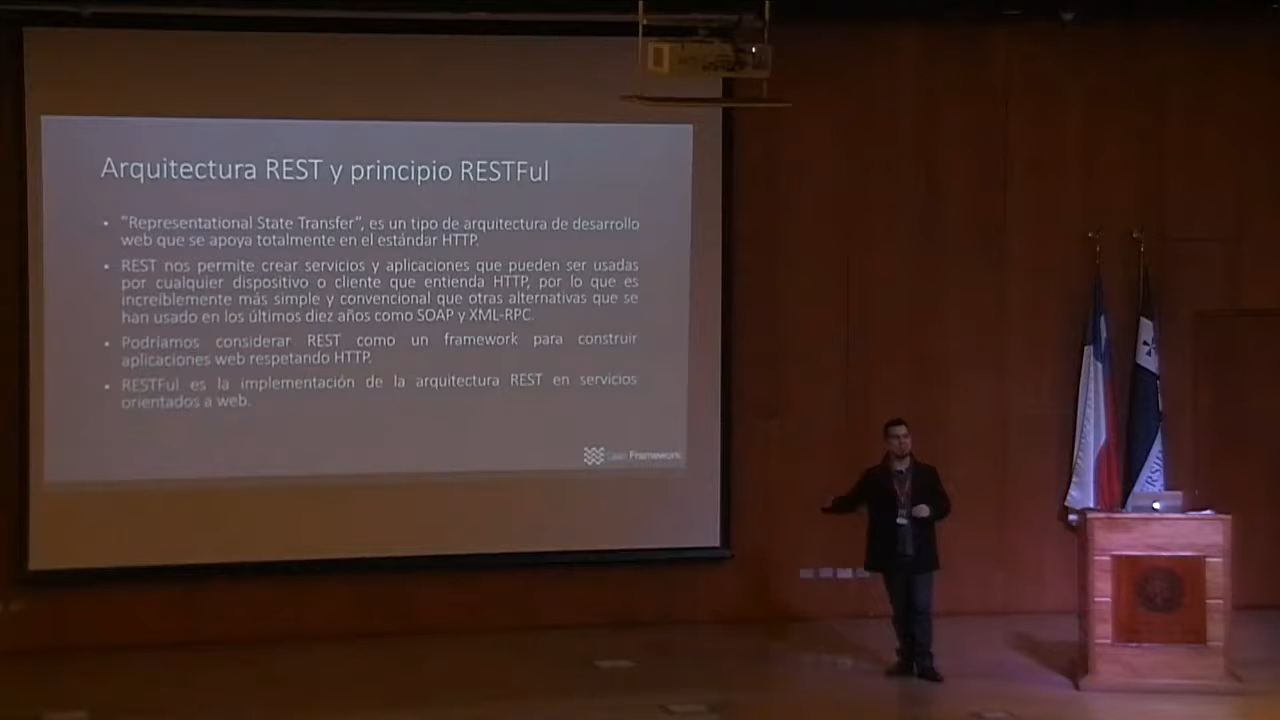 Arquitectura REST y principio RESTFul
• "Representational State Transfer", es un tipo de arquitectura de desarrollo
web que se apoya totalmente en el estándar HTTP.
• REST nos permite crear servicios y aplicaciones que pueden ser usadas
por cualquier dispositivo o cliente que entienda HTTP, por lo que es
increíblemente más simple y convencional que otras alternativas que se
han usado en los últimos diez años como SOAP y XML-RPC.
• Podríamos considerar REST como un framework para construir
aplicaciones web respetando HTTP.
• RESTFul es la implementación de la arquitectura REST en servicios
orientados a web.
Framework